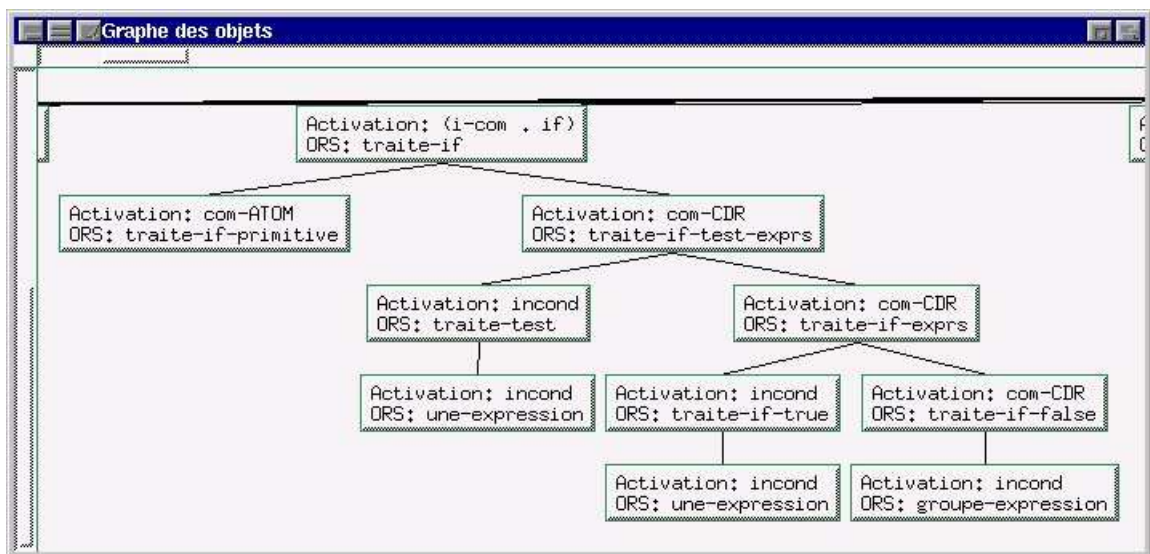 Graphe des objets
Activation: (i-com . if)
ORS: traite-if
Activation: com-ATOM
ORS: traite-if-primitive
Activation: com-CDR
ORS: traite-if-test-exprs
Activation: incond
ORS: traite-test
Activation: com-CDR
ORS: traite-if-exprs
Activation: incond
ORS: une-expression
Activation: incond
ORS: traite-if-true
Activation: com-CDR
ORS: traite-if-false
Activation: incond
ORS: une-expression
Activation: incond
ORS: groupe-expression